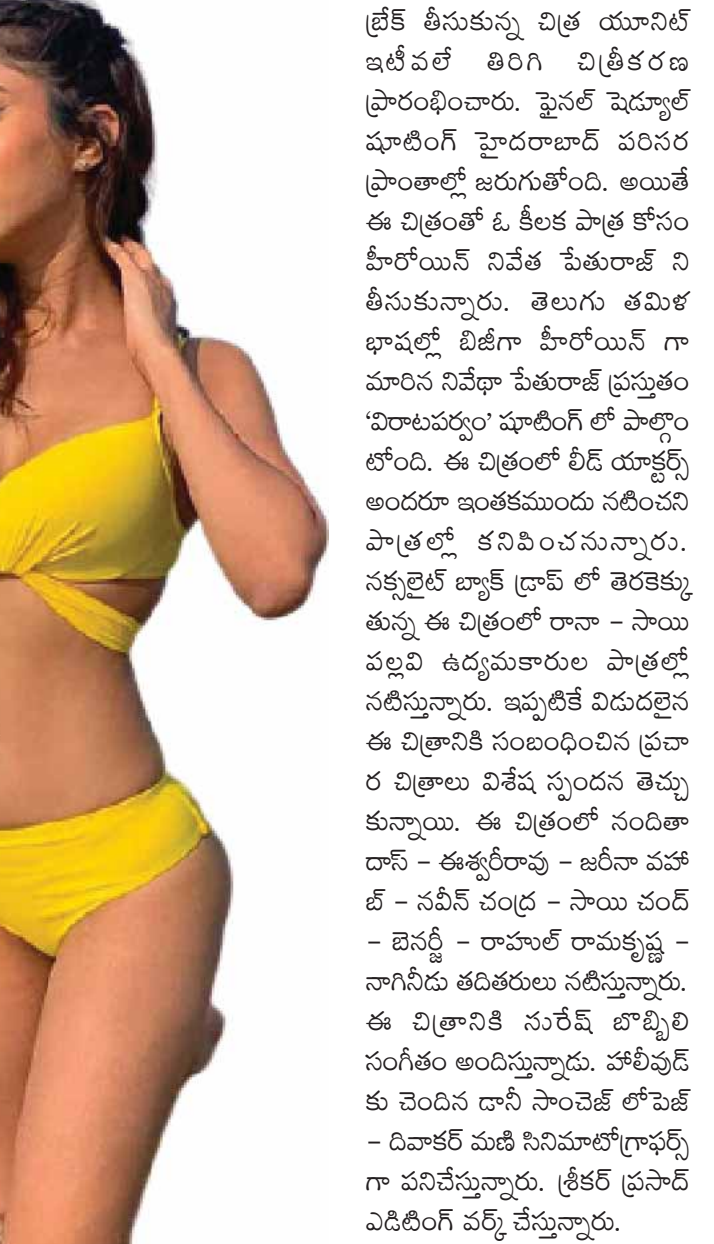 బ్రేక్ తీసుకున్న చిత్ర యూనిట్
ఇటీవలే తిరిగి చిత్రీకరణ
ప్రారంభించారు. ఫైనల్ షెడ్యూల్
షూటింగ్ హైదరాబాద్ పరిసర
ప్రాంతాల్లో జరుగుతోంది. అయితే
ఈ చిత్రంతో ఓ కీలక పాత్ర కోసం
హీరోయిన్ నివేత పేతురాజ్ ని
తీసుకున్నారు. తెలుగు తమిళ
భాషల్లో బిజీగా హీరోయిన్ గా
మారిన నివేథా పేతురాజ్ ప్రస్తుతం
‘విరాటపర్వం’ షూటింగ్ లో పాల్గొం
టోంది. ఈ చిత్రంలో లీడ్ యాక్టర్స్
అందరూ ఇంతకముందు నటించని
పాత్రల్లో కనిపించనున్నారు.
నక్సలైట్ బ్యాక్ డ్రాప్ లో తెరకెక్కు
తున్న ఈ చిత్రంలో రానా – సాయి
పల్లవి ఉద్యమకారుల పాత్రల్లో
నటిస్తున్నారు. ఇప్పటికే విడుదలైన
ఈ చిత్రానికి సంబంధించిన ప్రచా
ర చిత్రాలు విశేష స్పందన తెచ్చు
కున్నాయి. ఈ చిత్రంలో నందితా
దాస్ – ఈశ్వరీరావు – జరీనా వహా
బ్ – నవీన్ చంద్ర – సాయి చంద్
– బెనర్జీ – రాహుల్ రామకృష్ణ –
నాగినీడు తదితరులు నటిస్తున్నారు.
ఈ చిత్రానికి సురేష్ బొబ్బిలి
సంగీతం అందిస్తున్నాడు. హాలీవుడ్
కు చెందిన డానీ సాంచెజ్ లోపెజ్
– దివాకర్ మణి సినిమాటోగ్రాఫర్స్
గా పనిచేస్తున్నారు. శ్రీకర్ ప్రసాద్
ఎడిటింగ్ వర్క్ చేస్తున్నారు.